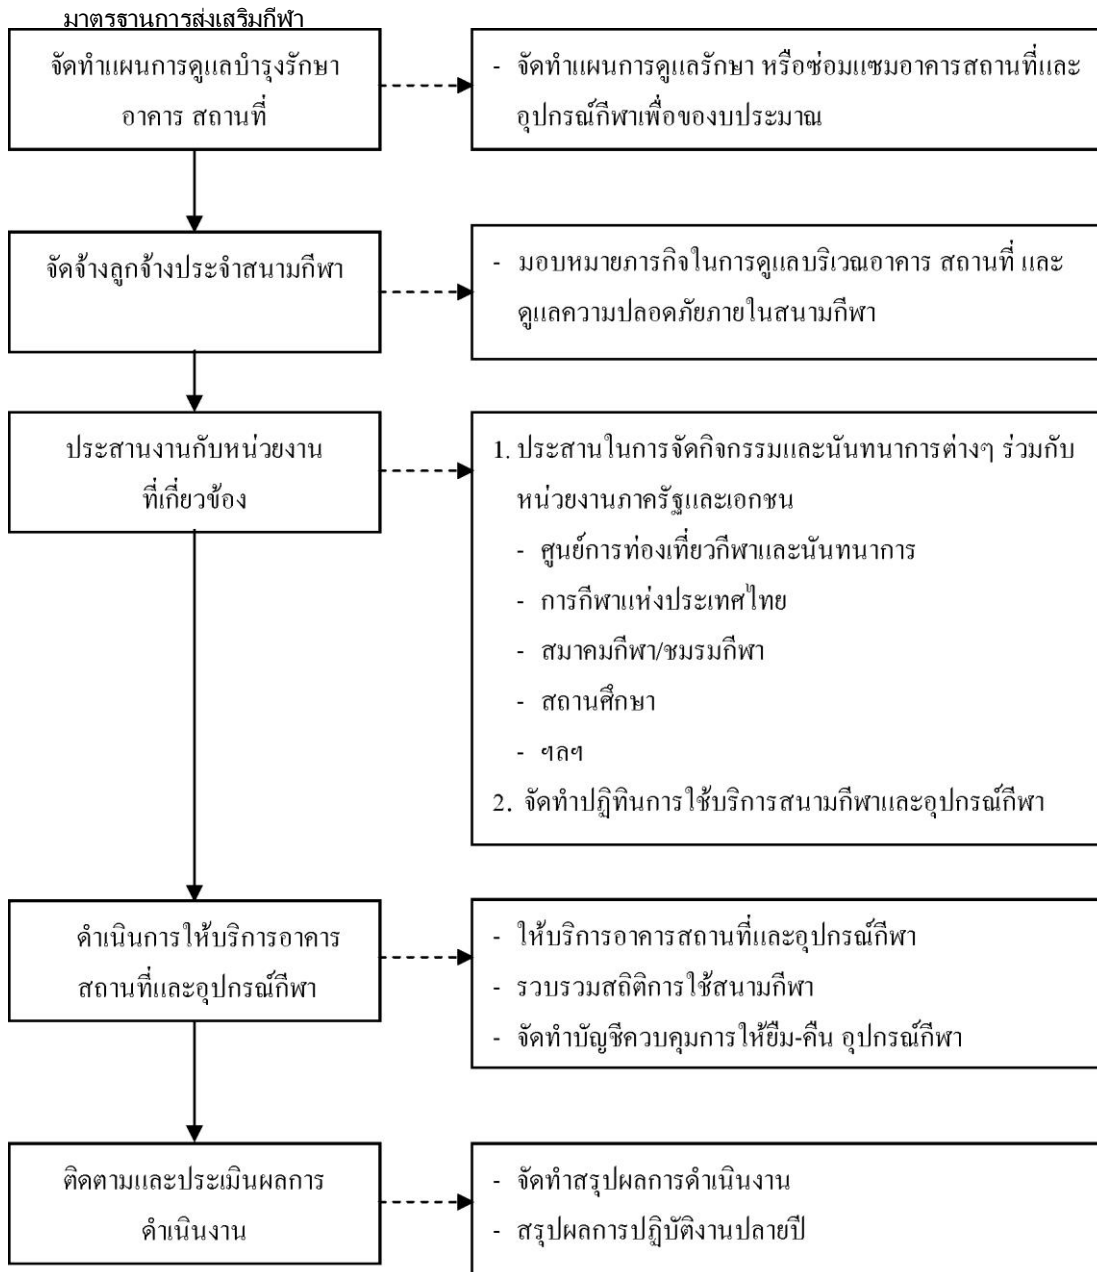 มาตรฐานการส่งเสริมกีฬา
จัดทำแผนการดูแลบำรุงรักษา
อาคาร สถานที่
- จัดทำแผนการดูแลรักษา หรือซ่อมแซมอาคารสถานที่และ
อุปกรณ์กีฬาเพื่อของบประมาณ
จัดจ้างลูกจ้างประจำสนามกีฬา
- มอบหมายภารกิจในการดูแลบริเวณอาคาร สถานที่ และ
ดูแลความปลอดภัยภายในสนามกีฬา
ประสานงานกับหน่วยงาน
ที่เกี่ยวข้อง
1. ประสานในการจัดกิจกรรมและนันทนาการต่างๆ ร่วมกับ
หน่วยงานภาครัฐและเอกชน
- ศูนย์การท่องเที่ยวกีฬาและนันทนาการ
- การกีฬาแห่งประเทศไทย
- สมาคมกีฬา/ชมรมกีฬา
- สถานศึกษา
- ฯลฯ
2. จัดทำปฏิทินการใช้บริการสนามกีฬาและอุปกรณ์กีฬา
ดำเนินการให้บริการอาคาร
สถานที่และอุปกรณ์กีฬา
- ให้บริการอาคารสถานที่และอุปกรณ์กีฬา
- รวบรวมสถิติการใช้สนามกีฬา
- จัดทำบัญชีควบคุมการให้ยืม-คืน อุปกรณ์กีฬา
ติดตามและประเมินผลการ
ดำเนินงาน
- จัดทำสรุปผลการดำเนินงาน
- สรุปผลการปฏิบัติงานปลายปี